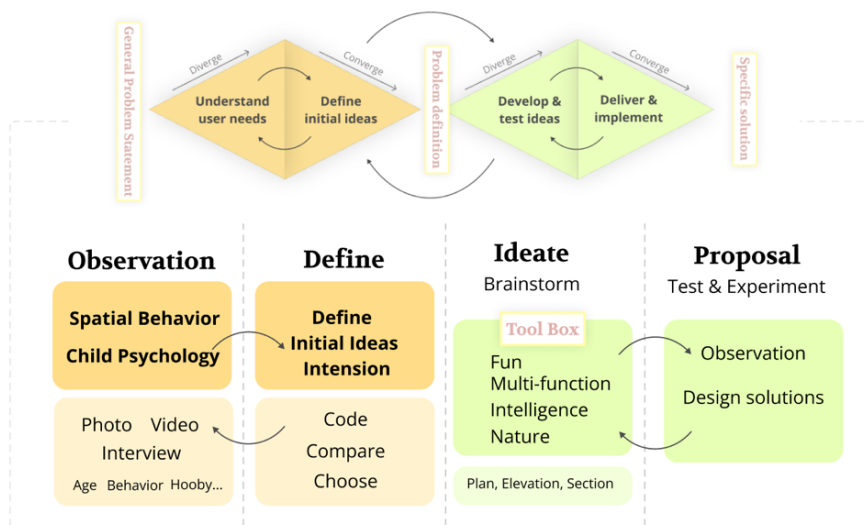 General Problem Statement
Diverge
Converge
Understand
user needs
Define
initial ideas
Problem definition
Diverge
Converge
Develop &
test ideas
Deliver &
implement
Specific solution
Observation
Spatial Behavior
Child Psychology
Photo Video
Interview
Age Behavior Hooby...
Define
Define
Initial Ideas
Intension
Code
Compare
Choose
Ideate
Brainstorm
Tool Box
Fun
Multi-function
Intelligence
Nature
Plan, Elevation, Section
Proposal
Test & Experiment
Observation
Design solutions